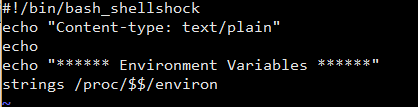 #!/bin/bash_shellshock
echo "Content-type: text/plain"
echo
echo "****** Environment Variables ******"
strings /proc/$$/environ
~